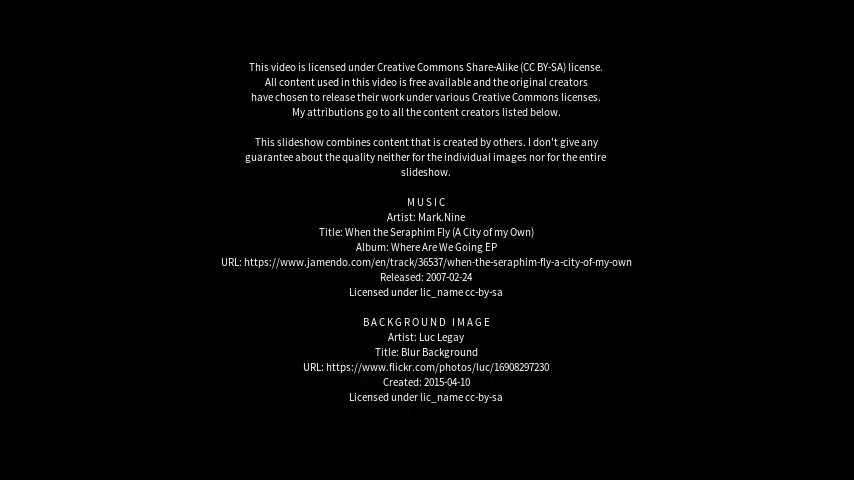 This video is licensed under Creative Commons Share-Alike (CC BY-SA) license.
All content used in this video is free available and the original creators
have chosen to release their work under various Creative Commons licenses.
My attributions go to all the content creators listed below.
This slideshow combines content that is created by others. I don't give any
guarantee about the quality neither for the individual images nor for the entire
slideshow.
MUSIC
Artist: Mark.Nine
Title: When the Seraphim Fly (A City of my Own)
Album: Where Are We Going EP
URL: https://www.jamendo.com/en/track/36537/when-the-seraphim-fly-a-city-of-my-own
Released: 2007-02-24
Licensed under lic_name cc-by-sa
BACKGROUND IMAGE
Artist: Luc Legay
Title: Blur Background
URL: https://www.flickr.com/photos/luc/16908297230
Created: 2015-04-10
Licensed under lic_name cc-by-sa